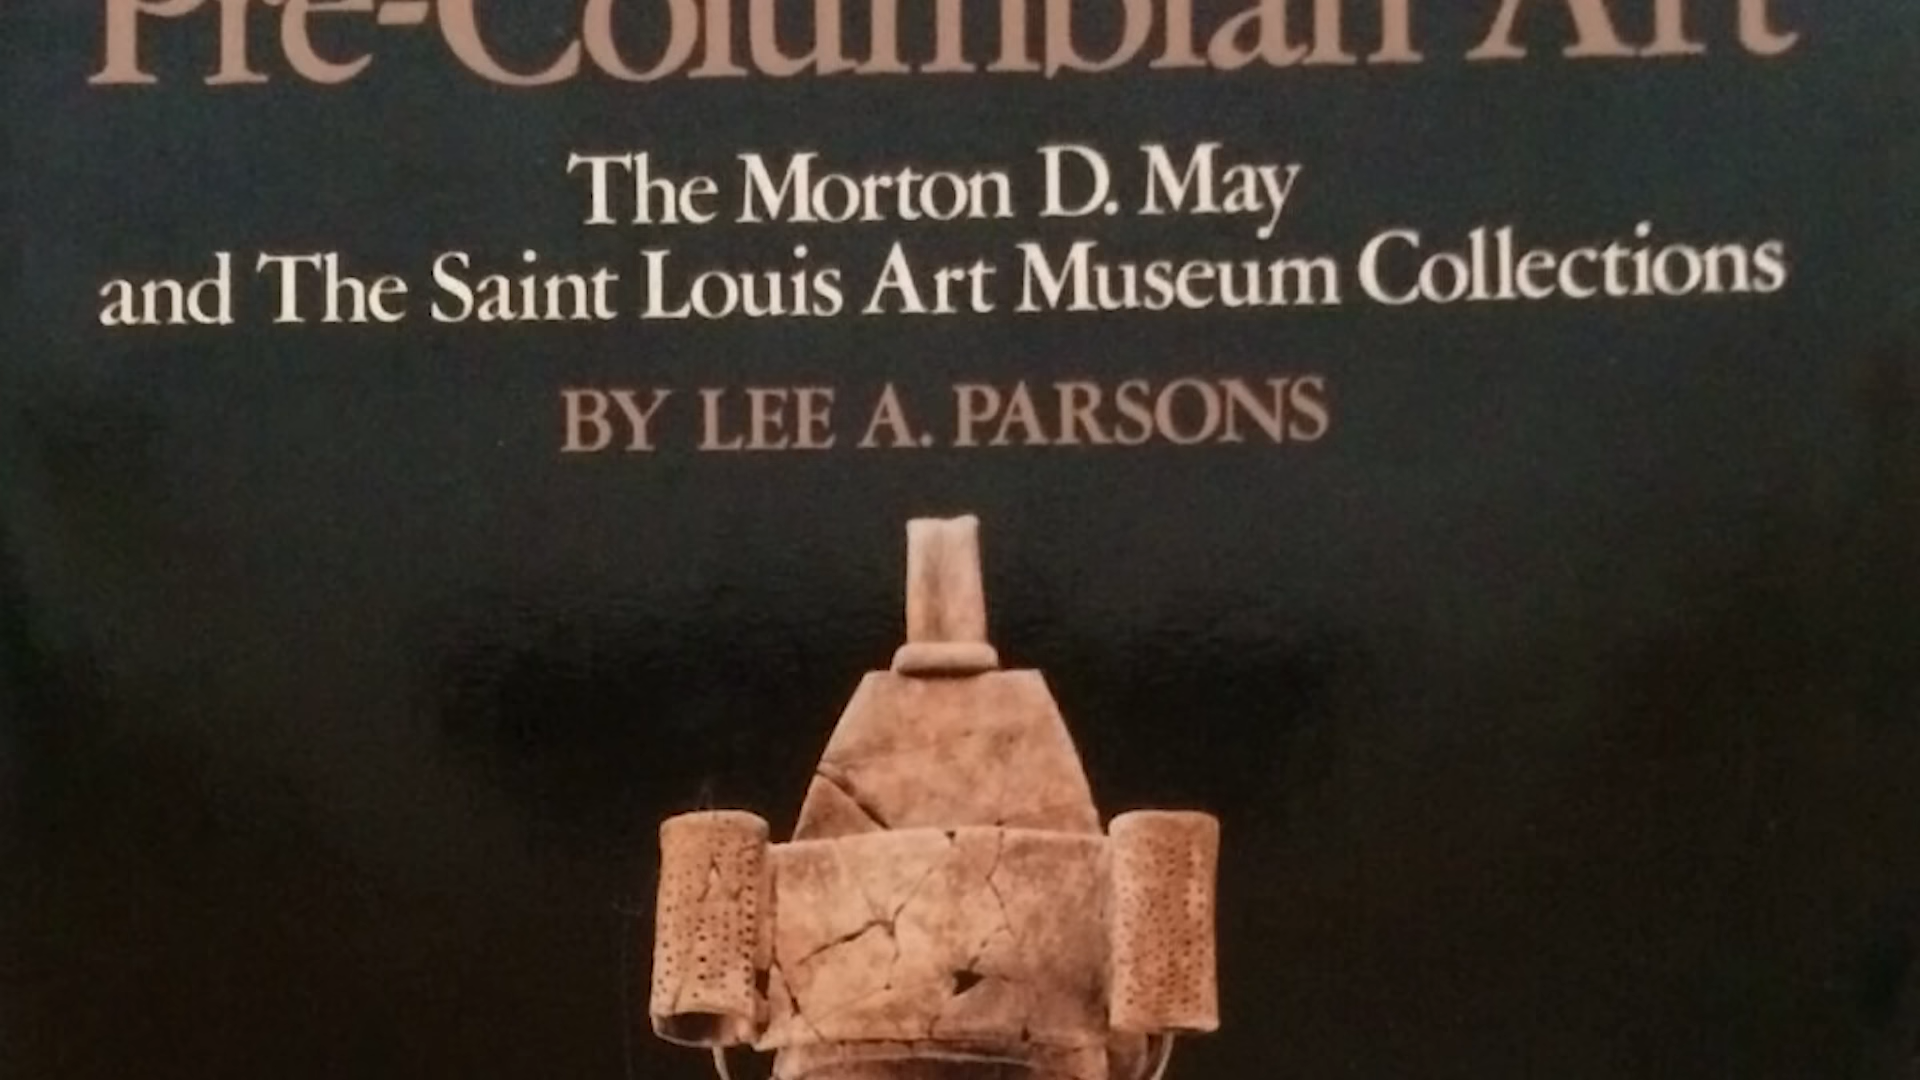 Pre-Columbian Art
The Morton D. May
and The Saint Louis Art Museum Collections
BY LEE A. PARSONS